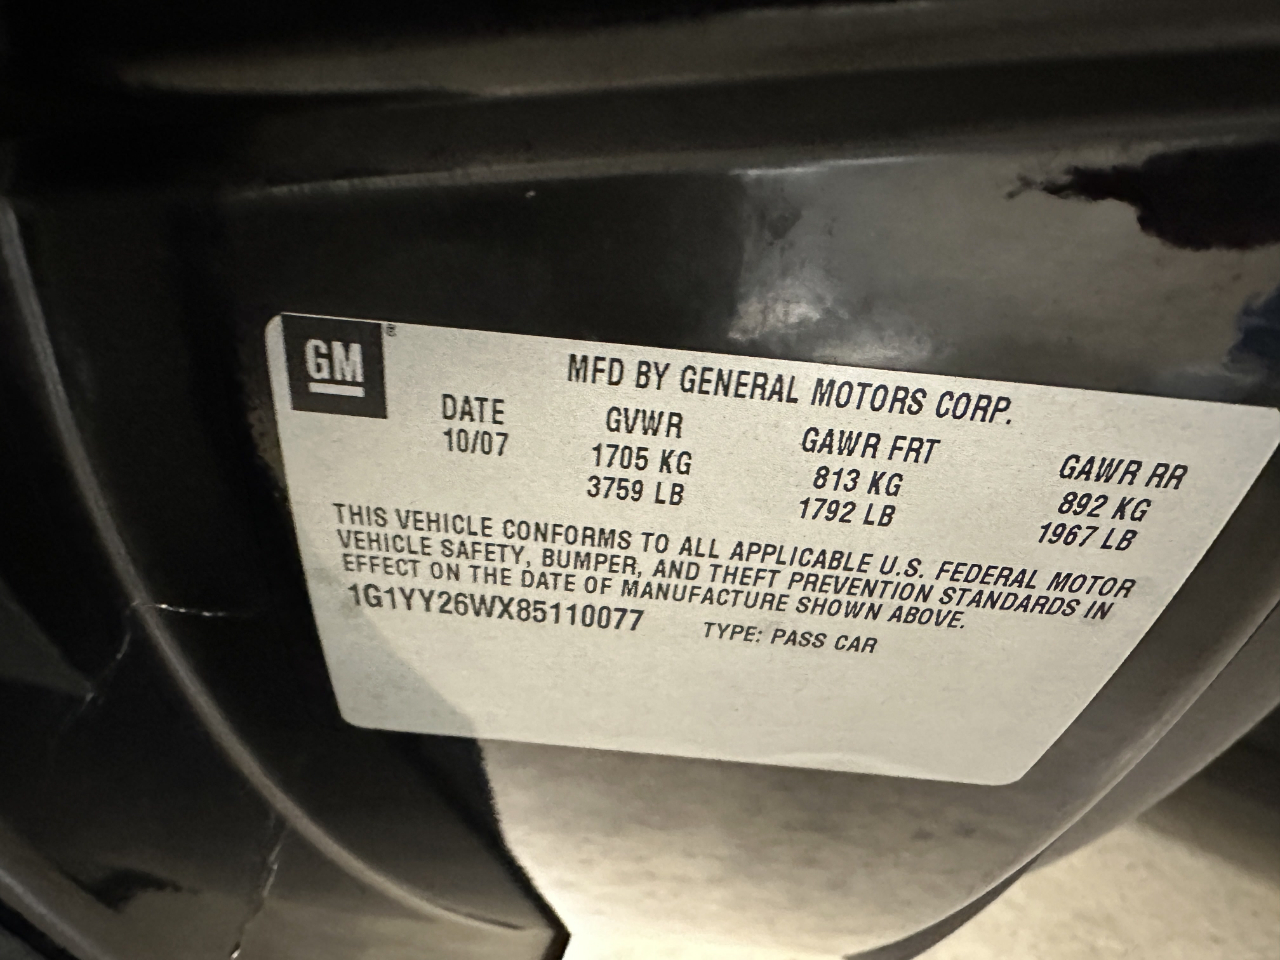 GM ®
MFD BY GENERAL MOTORS CORP.
DATE GVWR GAWR FRT GAWR RR
10/07 1705 KG 813 KG 892 KG
3759 LB 1792 LB 1967 LB
THIS VEHICLE CONFORMS TO ALL APPLICABLE U.S. FEDERAL MOTOR
VEHICLE SAFETY, BUMPER, AND THEFT PREVENTION STANDARDS IN
EFFECT ON THE DATE OF MANUFACTURE SHOWN ABOVE.
1G1YY26WX85110077 TYPE: PASS CAR